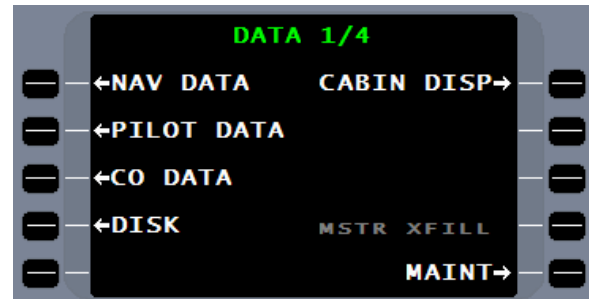 DATA 1/4
←NAV DATA CABIN DISP→
←PILOT DATA
←CO DATA
←DISK MSTR XFILL
MAINT→